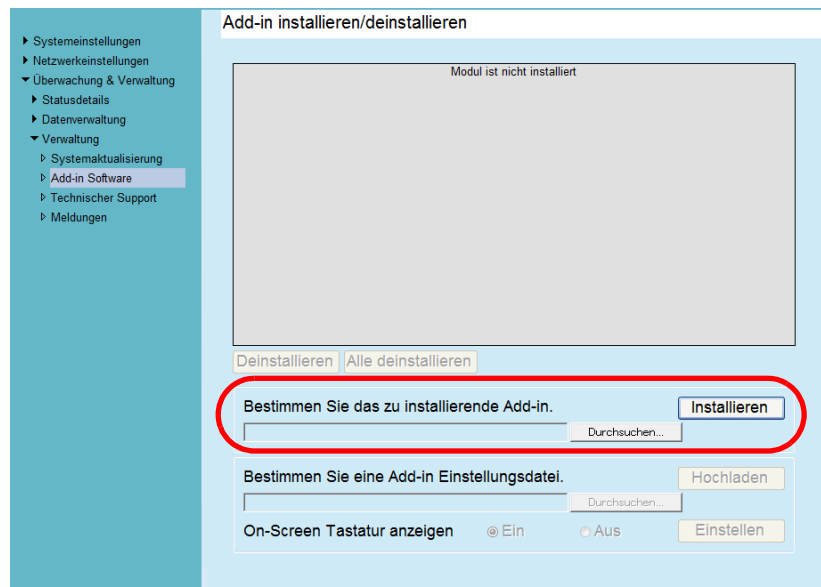 Add-in installieren/deinstallieren
Systemeinstellungen
Netzwerkeinstellungen
Überwachung & Verwaltung
Statusdetails
Datenverwaltung
Verwaltung
Systemaktualisierung
Add-in Software
Technischer Support
Meldungen
Modul ist nicht installiert
Deinstallieren Alle deinstallieren
Bestimmen Sie das zu installierende Add-in. Installieren
Durchsuchen...
Bestimmen Sie eine Add-in Einstellungsdatei. Hochladen
Durchsuchen...
On-Screen Tastatur anzeigen Ein Aus Einstellen